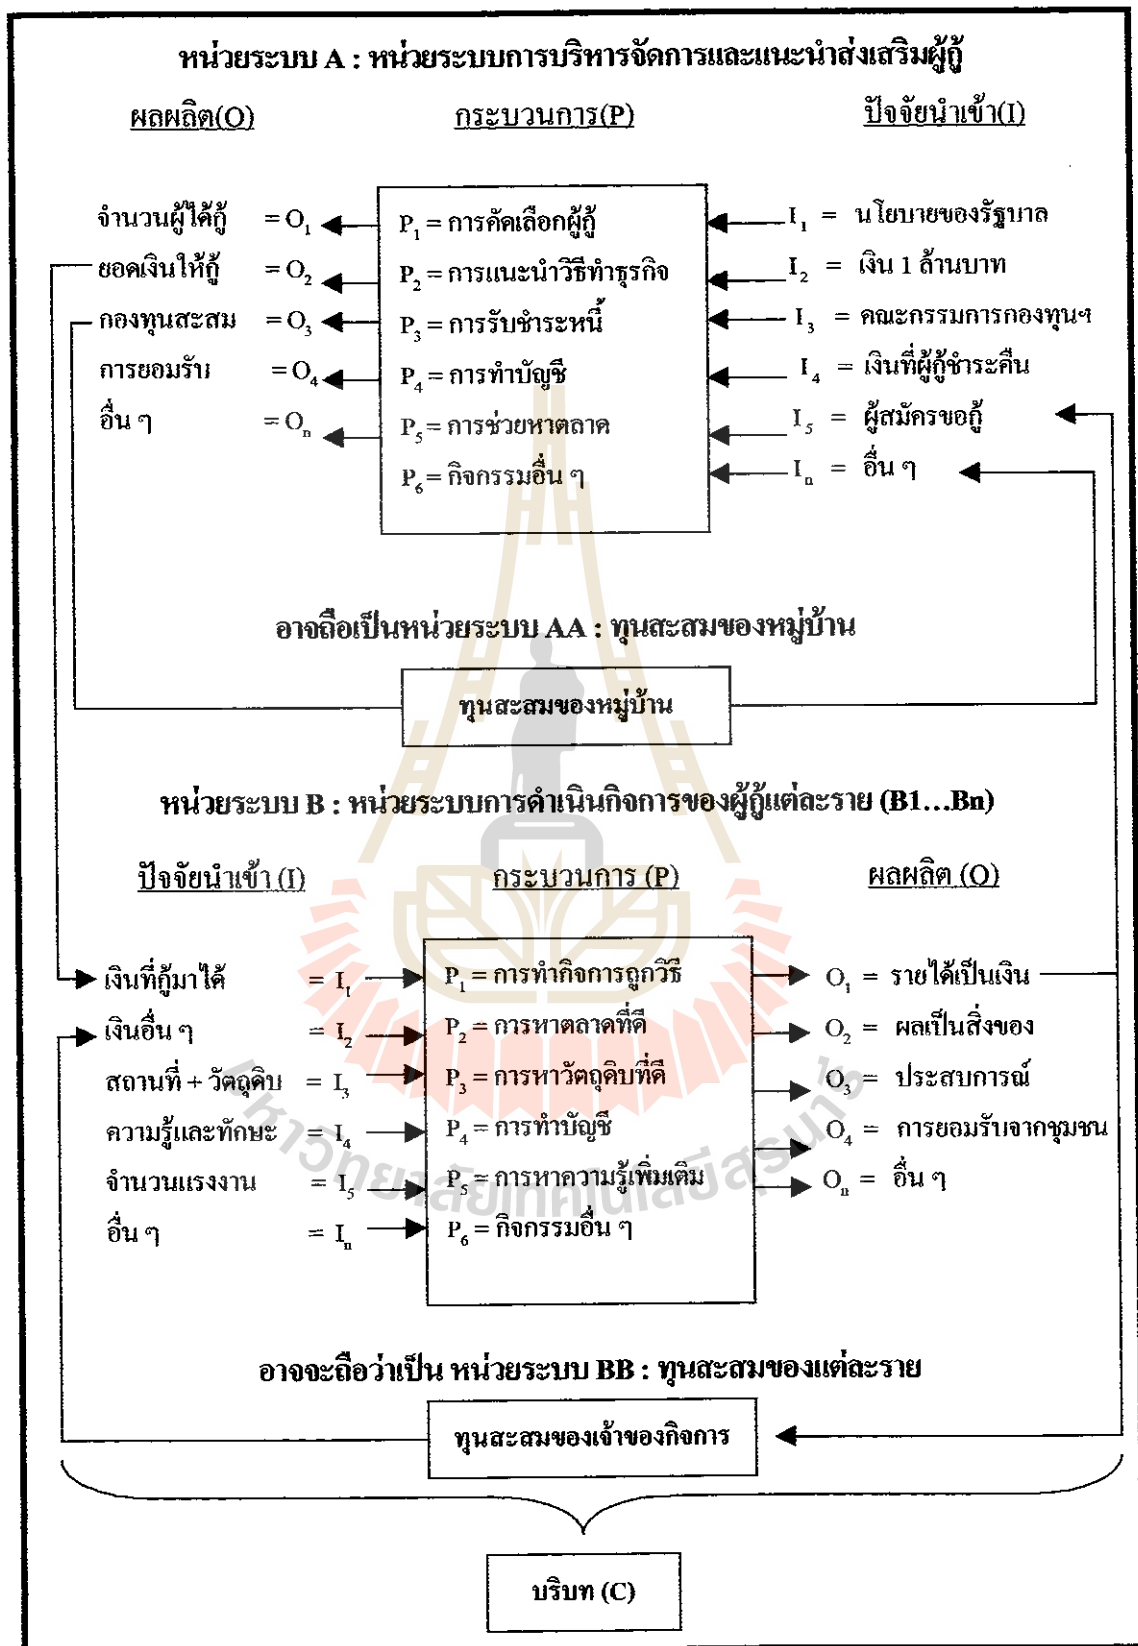 หน่วยระบบ A : หน่วยระบบการบริหารจัดการและแนะนำส่งเสริมผู้กู้
ผลผลิต(O) กระบวนการ(P) ปัจจัยนำเข้า(I)
จำนวนผู้ได้กู้ = O1 P1 = การคัดเลือกผู้กู้ I1 = นโยบายของรัฐบาล
ยอดเงินให้กู้ = O2 P2 = การแนะนำวิธีทำธุรกิจ I2 = เงิน 1 ล้านบาท
กองทุนสะสม = O3 P3 = การรับชำระหนี้ I3 = คณะกรรมการกองทุนฯ
การยอมรับ = O4 P4 = การทำบัญชี I4 = เงินที่ผู้กู้ชำระคืน
อื่น ๆ = On P5 = การช่วยหาตลาด I5 = ผู้สมัครขอกู้
P6 = กิจกรรมอื่น ๆ In = อื่น ๆ
อาจถือเป็นหน่วยระบบ AA : ทุนสะสมของหมู่บ้าน
ทุนสะสมของหมู่บ้าน
หน่วยระบบ B : หน่วยระบบการดำเนินกิจการของผู้กู้แต่ละราย (B1...Bn)
ปัจจัยนำเข้า (I) กระบวนการ (P) ผลผลิต (O)
เงินที่กู้มาได้ = I1 P1 = การทำกิจการถูกวิธี O1 = รายได้เป็นเงิน
เงินอื่น ๆ = I2 P2 = การหาตลาดที่ดี O2 = ผลเป็นสิ่งของ
สถานที่ + วัตถุดิบ = I3 P3 = การหาวัตถุดิบที่ดี O3 = ประสบการณ์
ความรู้และทักษะ = I4 P4 = การทำบัญชี O4 = การยอมรับจากชุมชน
จำนวนแรงงาน = I5 P5 = การหาความรู้เพิ่มเติม On = อื่น ๆ
อื่น ๆ = In P6 = กิจกรรมอื่น ๆ
มหาวิทยาลัยเทคโนโลยีสุรนารี
อาจจะถือว่าเป็น หน่วยระบบ BB : ทุนสะสมของแต่ละราย
ทุนสะสมของเจ้าของกิจการ
บริบท (C)